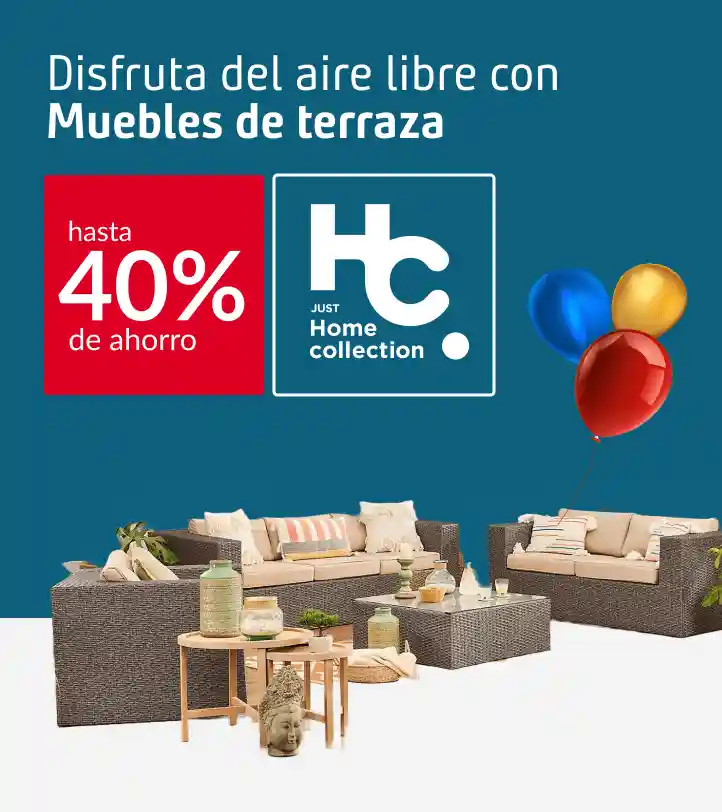 Disfruta del aire libre con
Muebles de terraza
hasta
40%
de ahorro
HC.
JUST
Home
collection